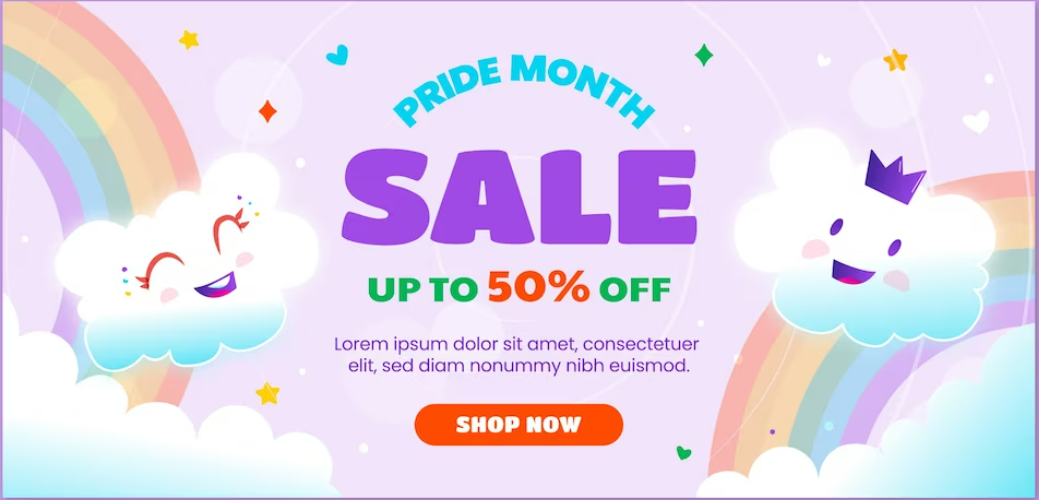 PRIDE MONTH
SALE
UP TO 50% OFF
Lorem ipsum dolor sit amet, consectetuer
elit, sed diam nonummy nibh euismod.
SHOP NOW